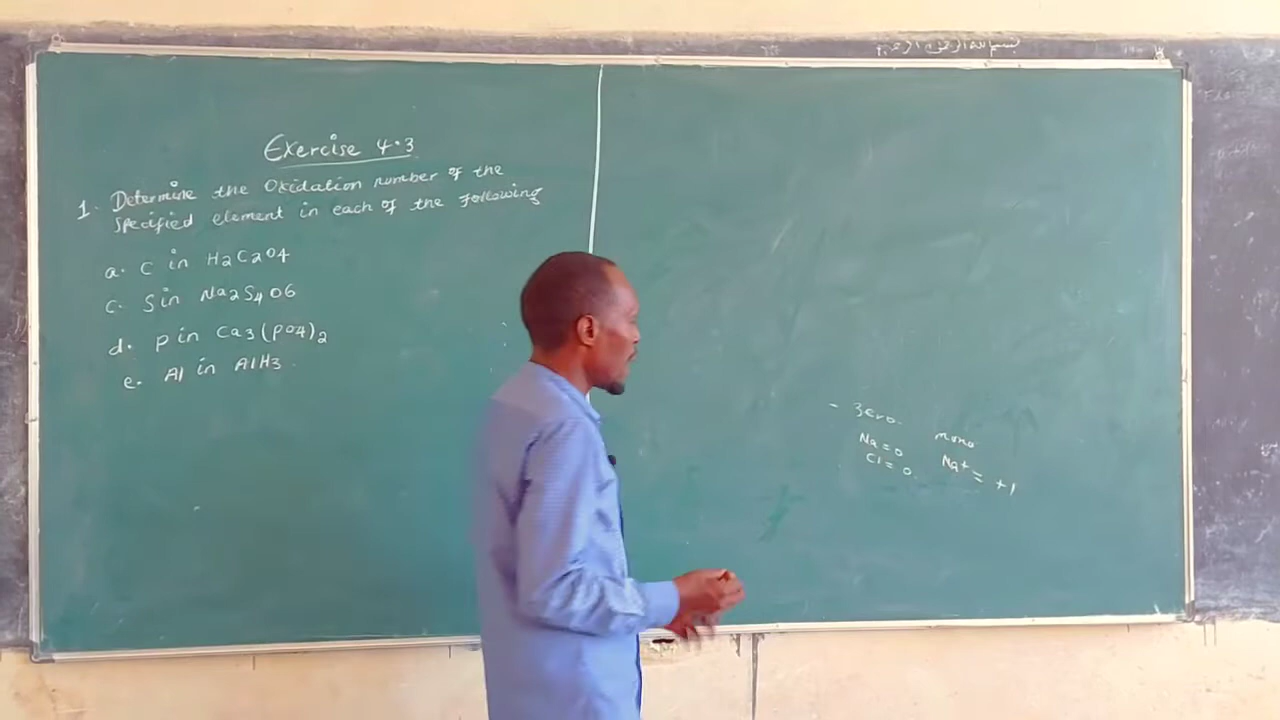 Exercise 4.3
1. Determine the Oxidation number of the
specified element in each of the following
a. C in H2C2O4
c. S in Na2S4O6
d. P in Ca3(PO4)2
e. Al in AlH3.
- Zero.
Na = 0
Cl = 0.
mono
Na+ = +1